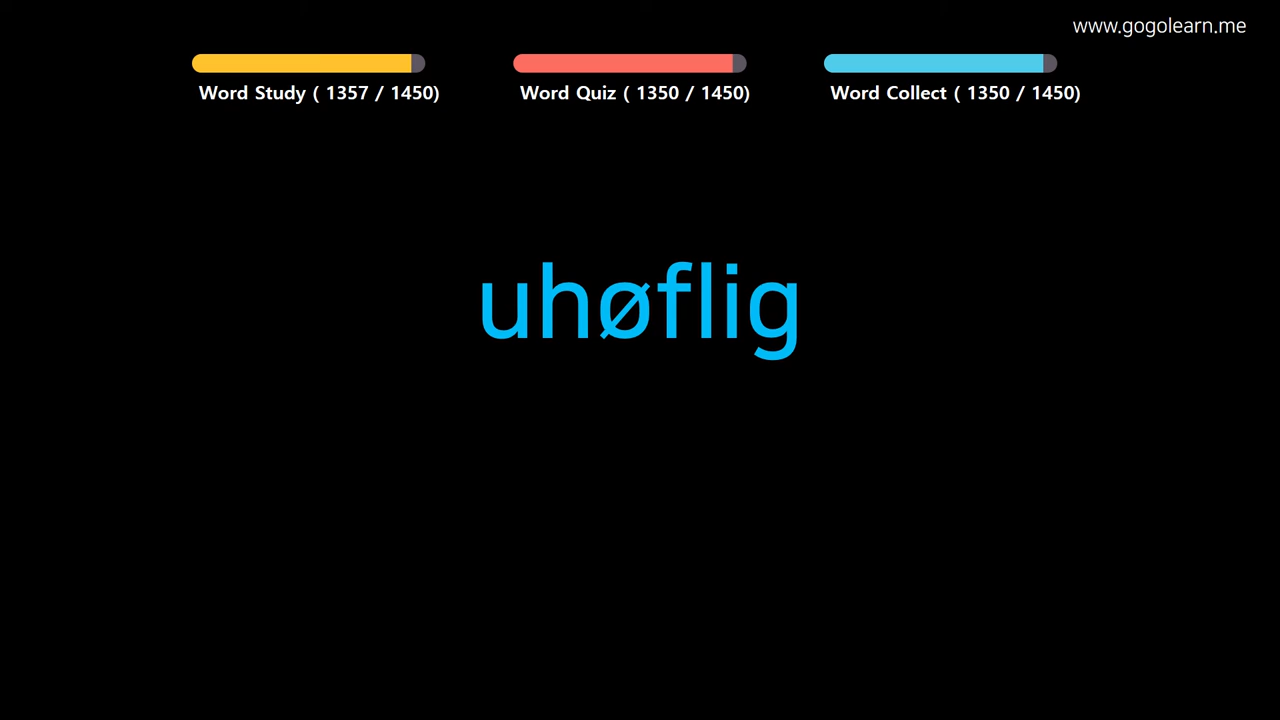 www.gogolearn.me
Word Study ( 1357 / 1450)
Word Quiz ( 1350 / 1450)
Word Collect ( 1350 / 1450)
uhøflig